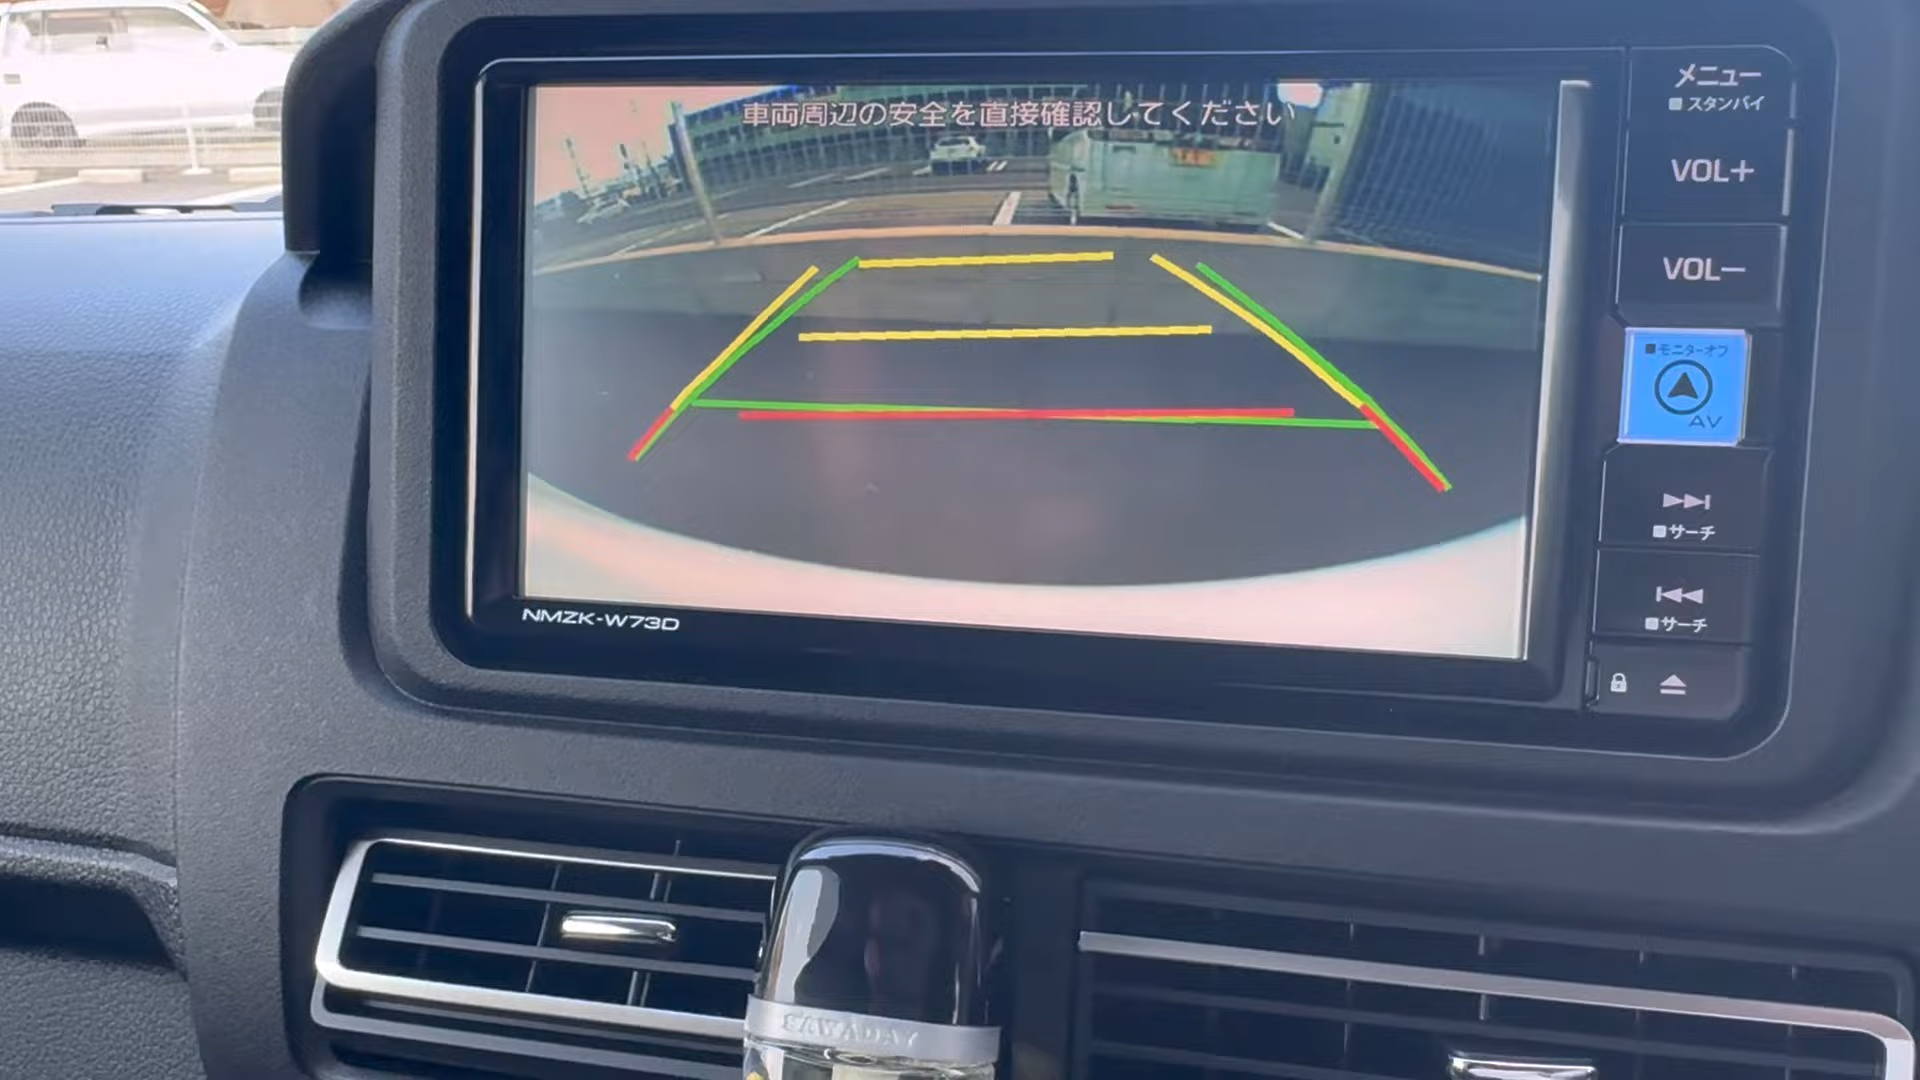 車両周辺の安全を直接確認してください
メニュー
スタンバイ
VOL+
VOL−
モニターオフ
AV
サーチ
サーチ
NMZK-W73D
SAWADAY